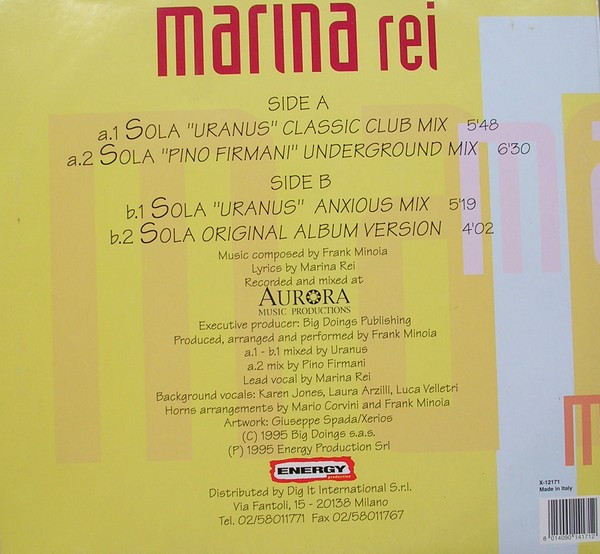 marina rei
SIDE A
a.1 SOLA "URANUS" CLASSIC CLUB MIX 5'48
a.2 SOLA "PINO FIRMANI" UNDERGROUND MIX 6'30
SIDE B
b.1 SOLA "URANUS" ANXIOUS MIX 5'19
b.2 SOLA ORIGINAL ALBUM VERSION 4'02
Music composed by Frank Minoia
Lyrics by Marina Rei
Recorded and mixed at
AURORA
MUSIC PRODUCTIONS
Executive producer: Big Doings Publishing
Produced, arranged and performed by Frank Minoia
a.1 - b.1 mixed by Uranus
a.2 mix by Pino Firmani
Lead vocal by Marina Rei
Background vocals: Karen Jones, Laura Arzilli, Luca Velletri
Horns arrangements by Mario Corvini and Frank Minoia
Artwork: Giuseppe Spada/Xerios
(C) 1995 Big Doings s.a.s.
(P) 1995 Energy Production Srl
ENERGY
production
Distributed by Dig It International S.r.l.
Via Fantoli, 15 - 20138 Milano
Tel. 02/58011771 Fax 02/58011767
X-12171
Made in Italy
8 014090 141712